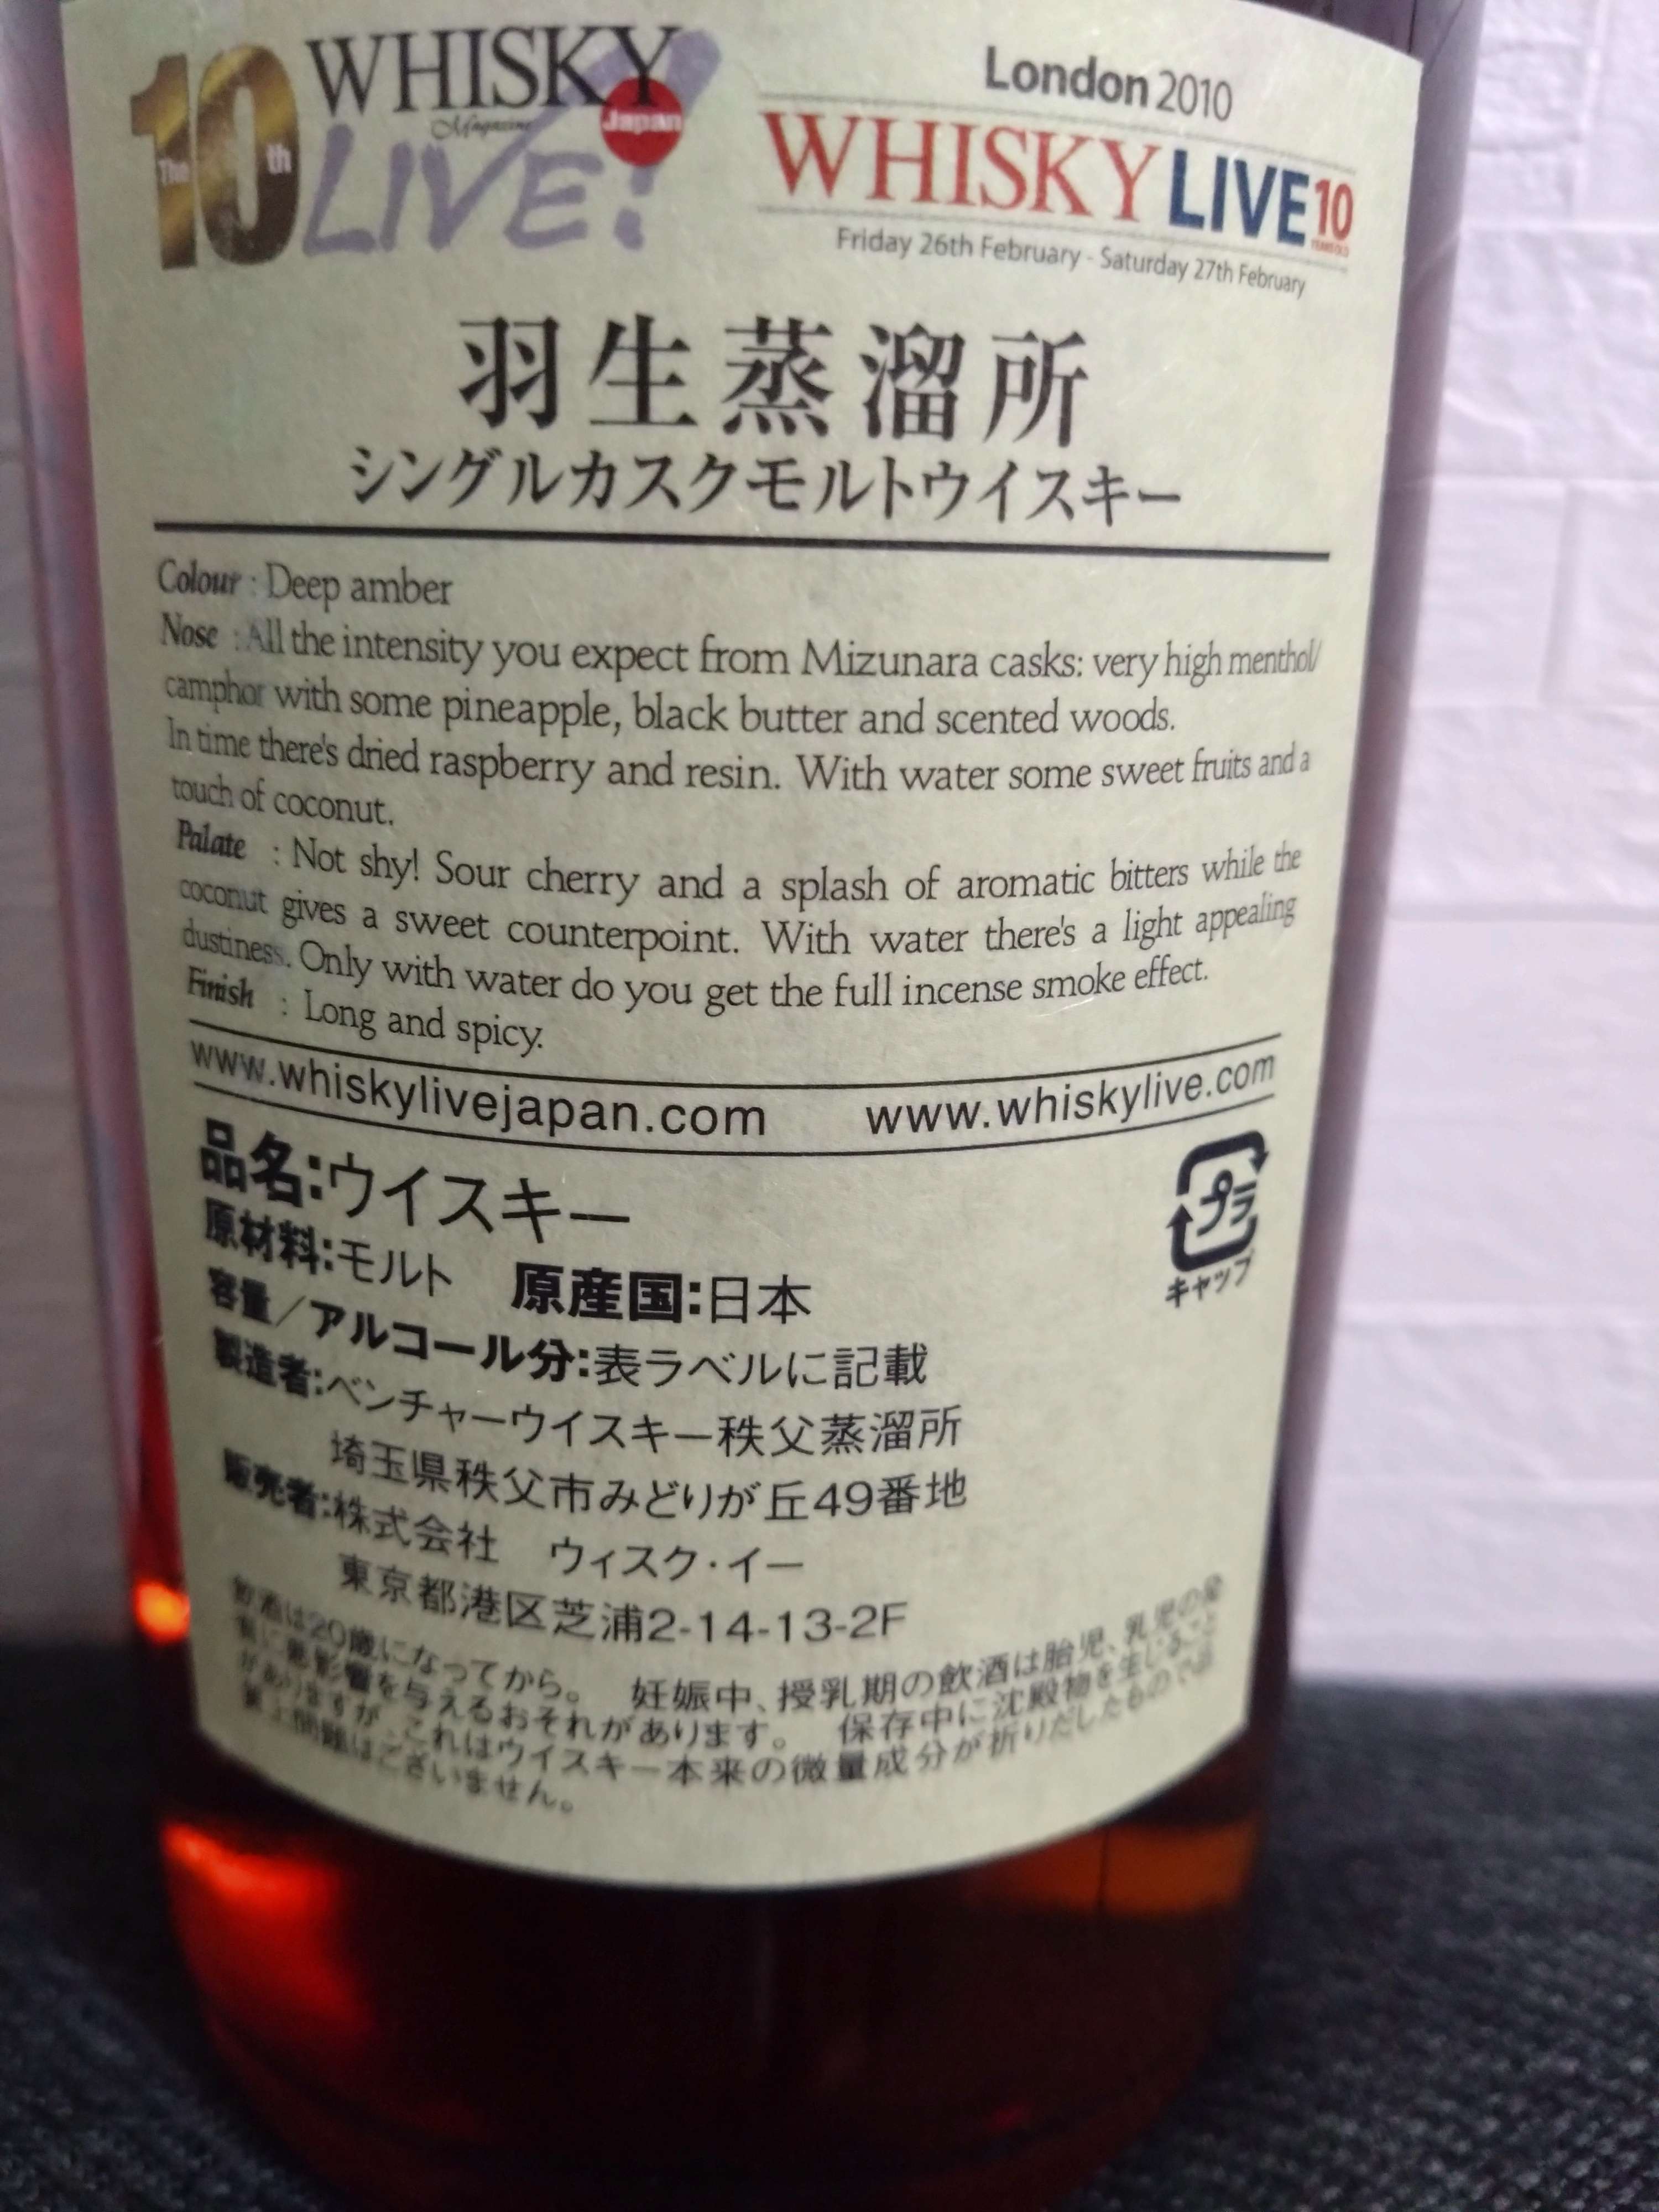 The 10th WHISKY Magazine Japan LIVE!
London 2010
WHISKY LIVE 10
YEARS OLD
Friday 26th February - Saturday 27th February
羽生蒸溜所
シングルカスクモルトウイスキー
Colour : Deep amber
Nose : All the intensity you expect from Mizunara casks: very high menthol/
camphor with some pineapple, black butter and scented woods.
In time there's dried raspberry and resin. With water some sweet fruits and a
touch of coconut.
Palate : Not shy! Sour cherry and a splash of aromatic bitters while the
coconut gives a sweet counterpoint. With water there's a light appealing
dustiness. Only with water do you get the full incense smoke effect.
Finish : Long and spicy.
www.whiskylivejapan.com www.whiskylive.com
品名:ウイスキー
プラ
原材料:モルト 原産国:日本
キャップ
容量/アルコール分:表ラベルに記載
製造者:ベンチャーウイスキー秩父蒸溜所
埼玉県秩父市みどりが丘49番地
販売者:株式会社 ウィスク・イー
東京都港区芝浦2-14-13-2F
飲酒は20歳になってから。 妊娠中、授乳期の飲酒は胎児、乳児の発
育に悪影響を与えるおそれがあります。 保存中に沈殿物を生じること
がありますが、これはウイスキー本来の微量成分が析りだしたもので品
質上問題はございません。